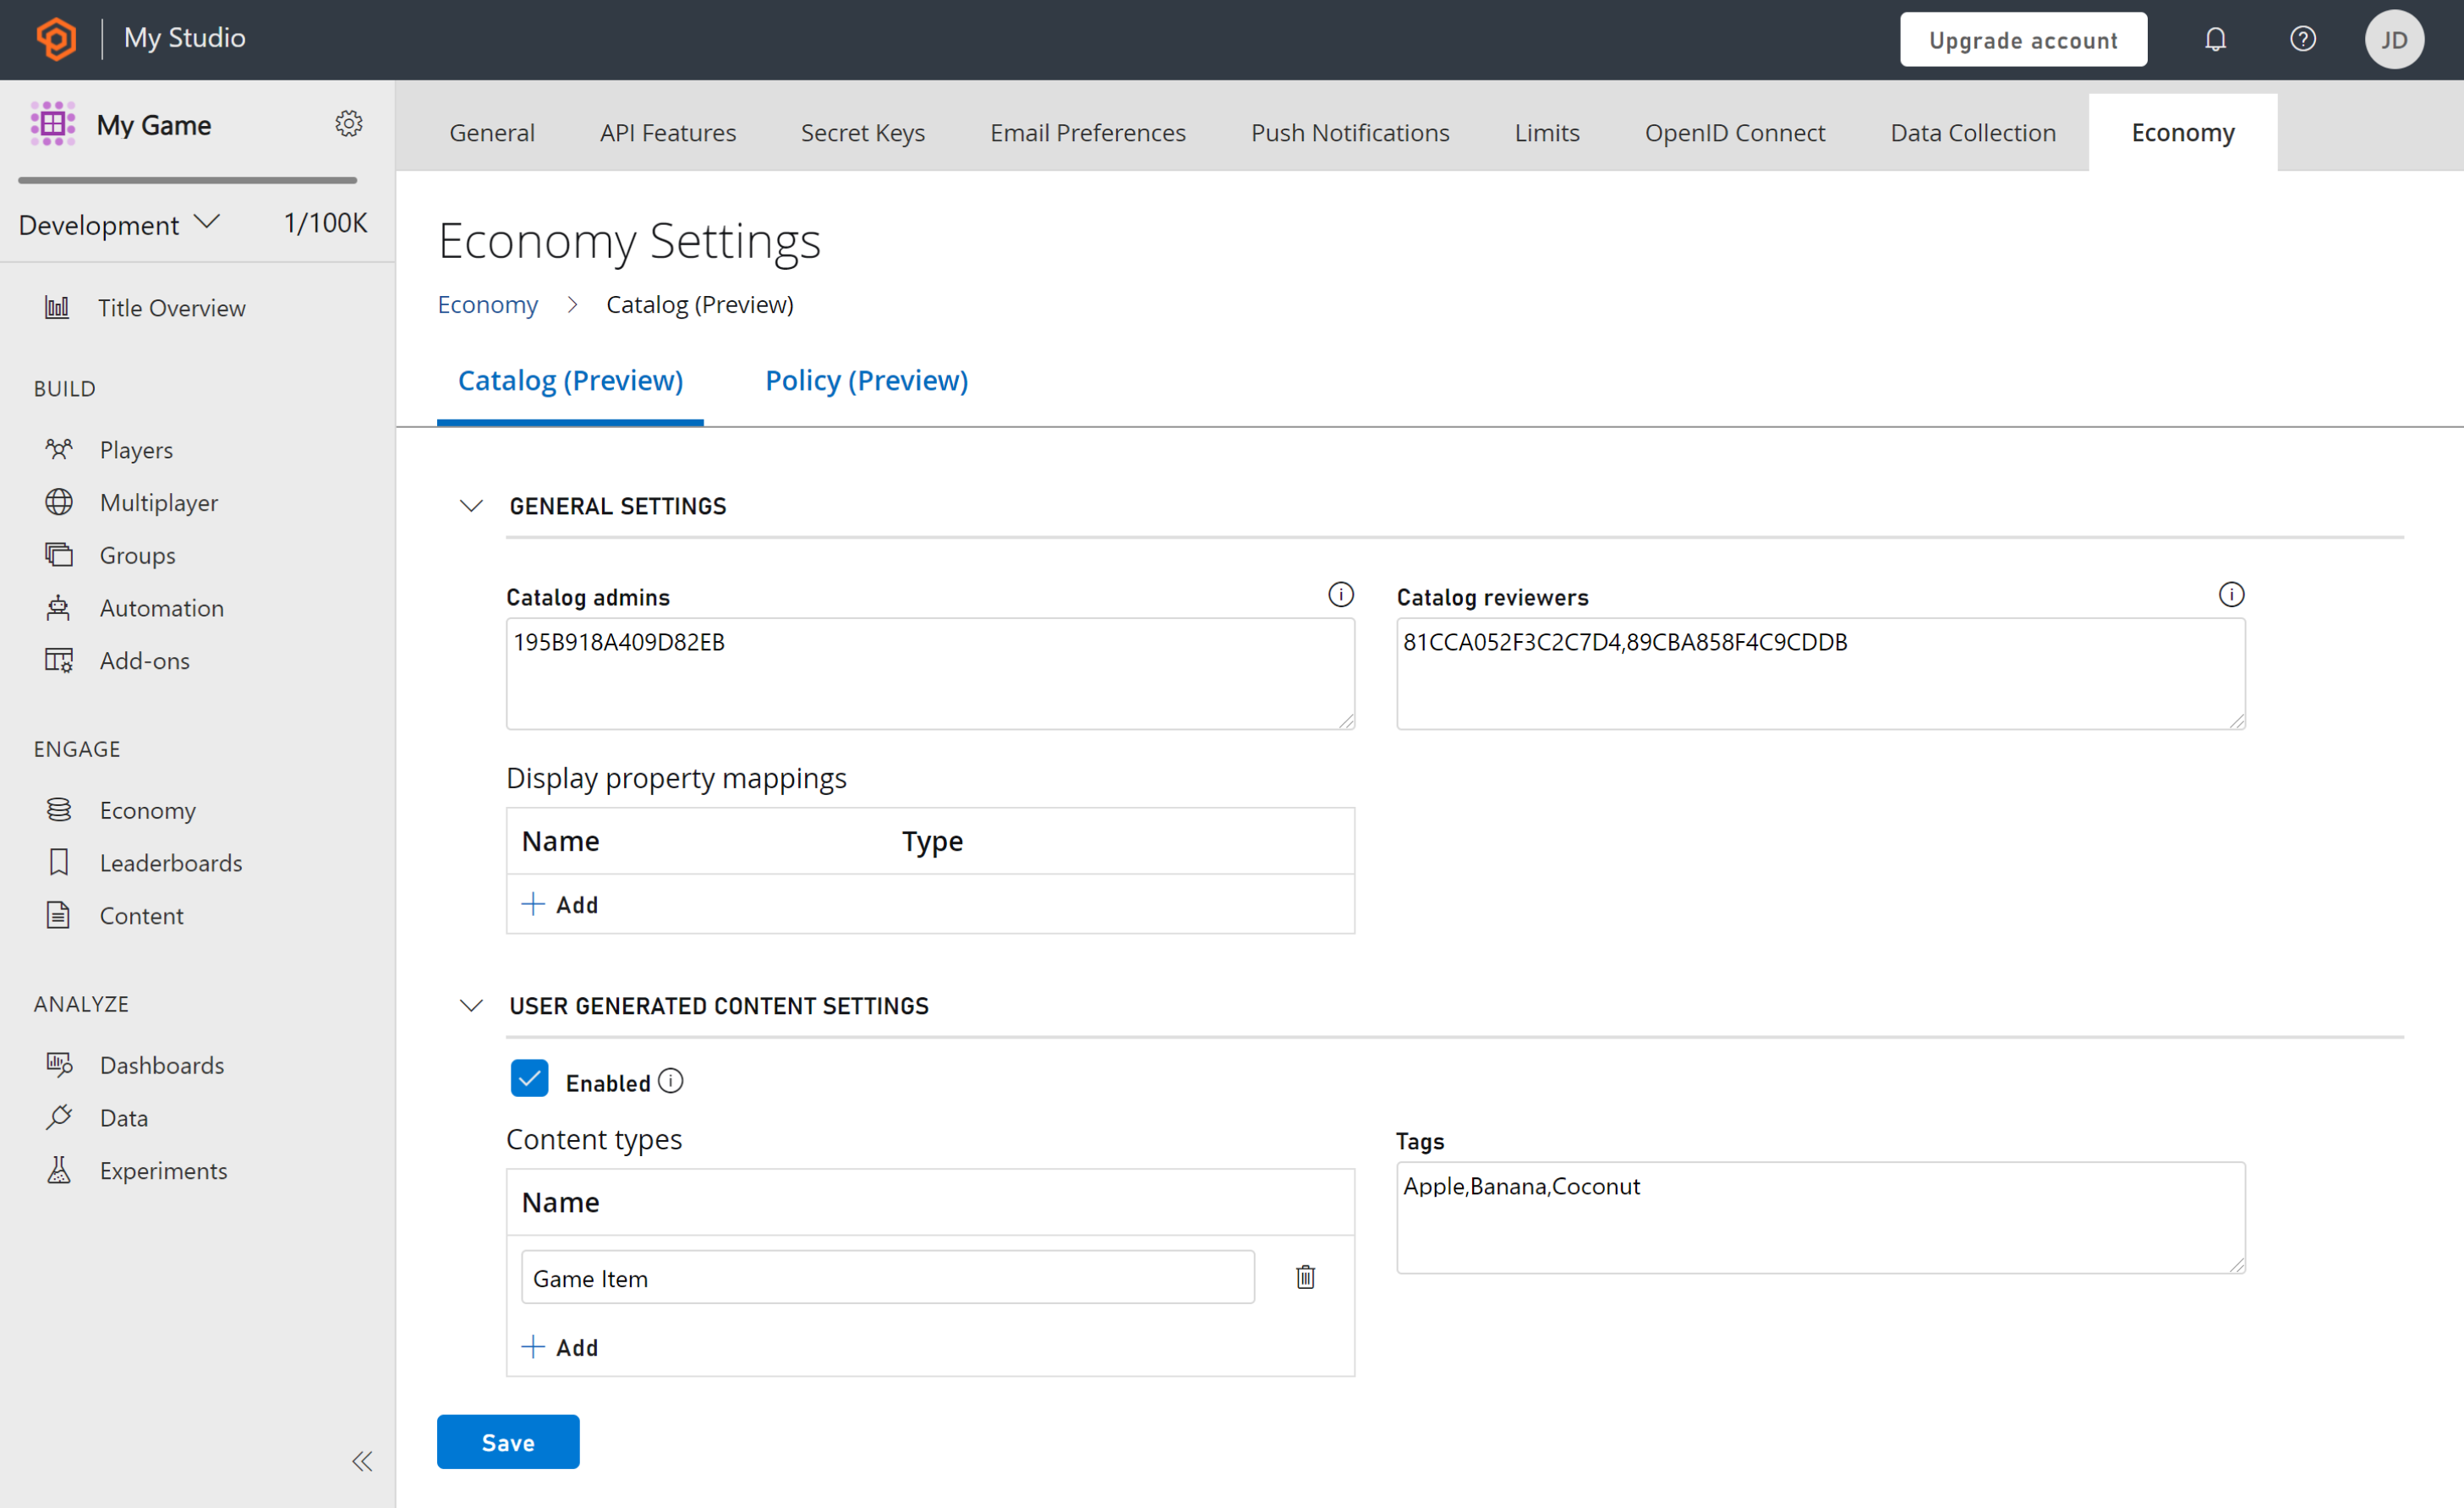 My Studio
Upgrade account
JD
My Game
Development
1/100K
Title Overview
BUILD
Players
Multiplayer
Groups
Automation
Add-ons
ENGAGE
Economy
Leaderboards
Content
ANALYZE
Dashboards
Data
Experiments
General
API Features
Secret Keys
Email Preferences
Push Notifications
Limits
OpenID Connect
Data Collection
Economy
Economy Settings
Economy > Catalog (Preview)
Catalog (Preview)
Policy (Preview)
GENERAL SETTINGS
Catalog admins
195B918A409D82EB
Catalog reviewers
81CCA052F3C2C7D4,89CBA858F4C9CDDB
Display property mappings
Name
Type
Add
USER GENERATED CONTENT SETTINGS
Enabled
Content types
Name
Game Item
Add
Tags
Apple,Banana,Coconut
Save